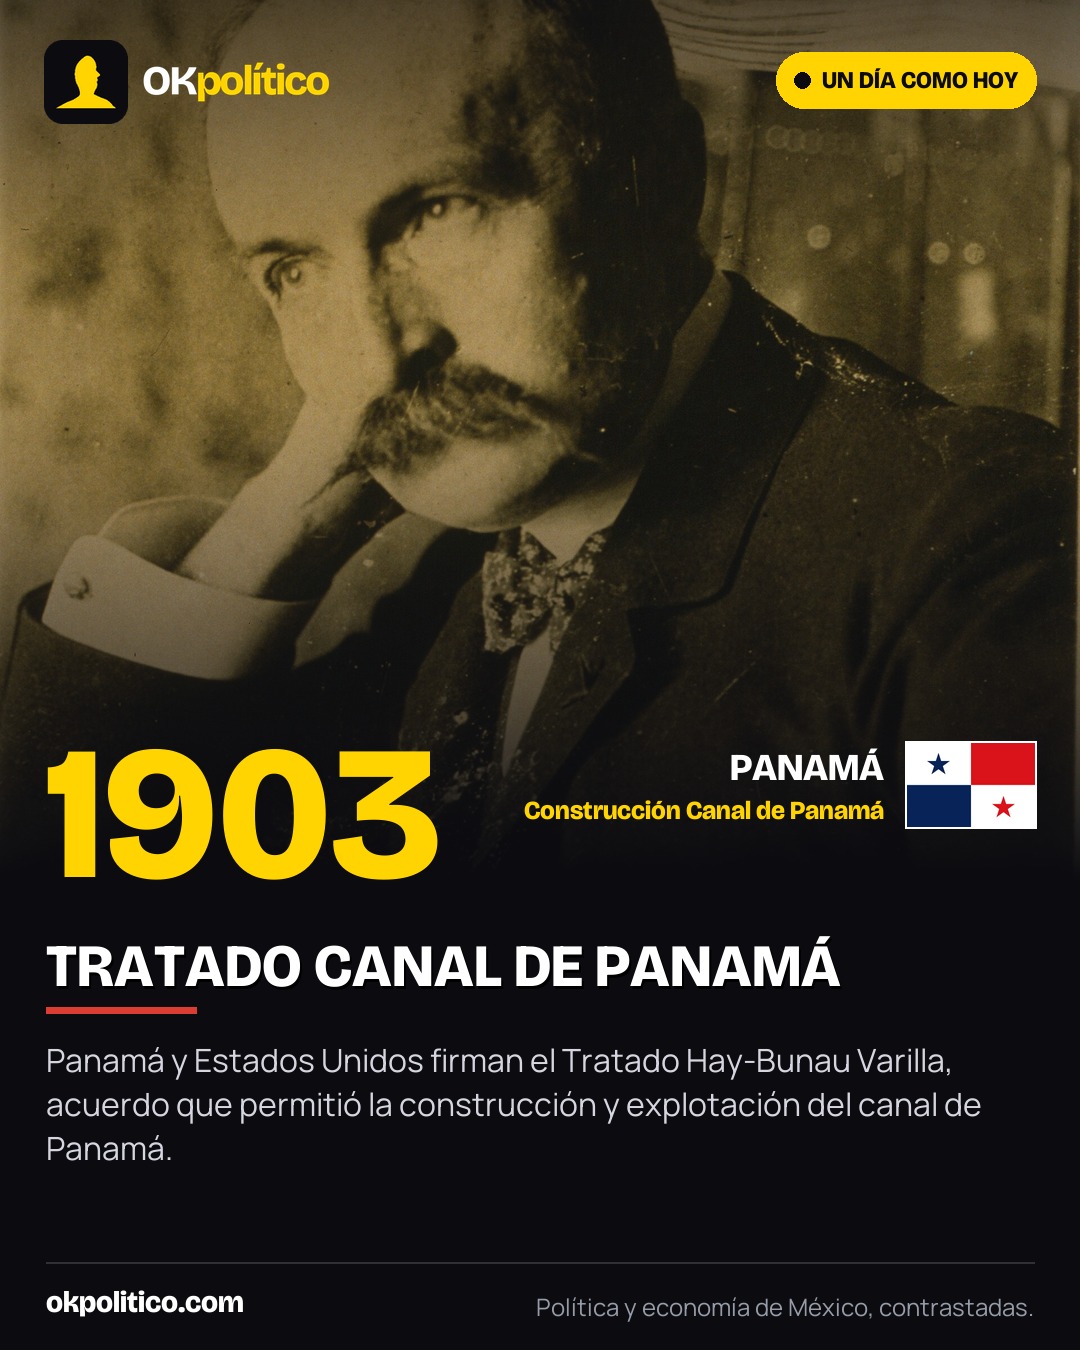 OKpolítico
UN DÍA COMO HOY
1903
PANAMÁ
Construcción Canal de Panamá
TRATADO CANAL DE PANAMÁ
Panamá y Estados Unidos firman el Tratado Hay-Bunau Varilla,
acuerdo que permitió la construcción y explotación del canal de
Panamá.
okpolitico.com
Política y economía de México, contrastadas.